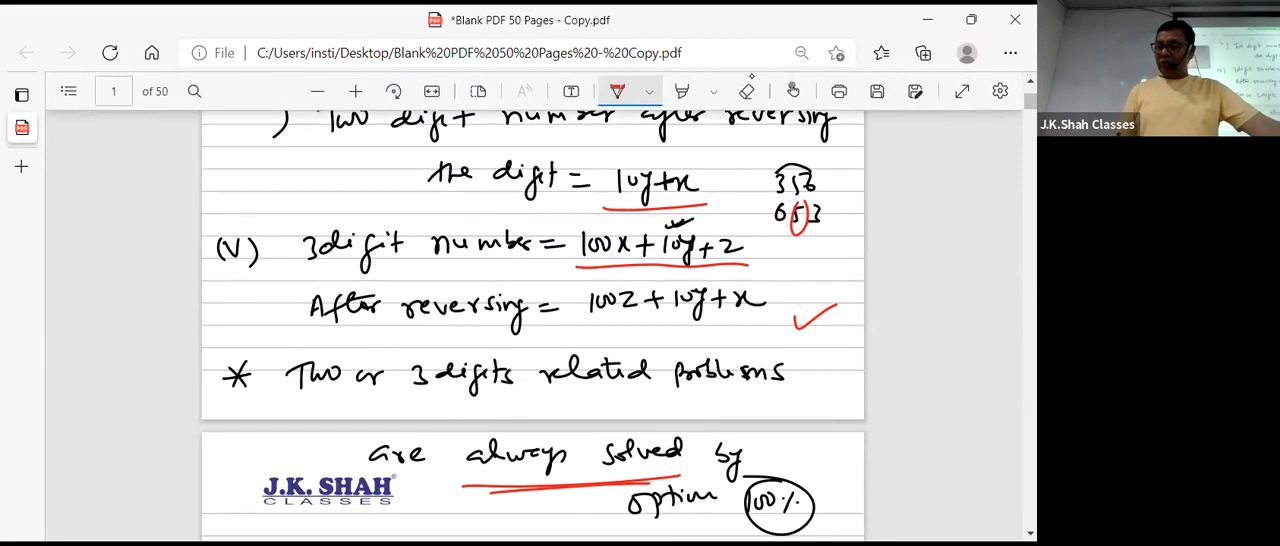 *Blank PDF 50 Pages - Copy.pdf
File C:/Users/insti/Desktop/Blank%20PDF%2050%20Pages%20-%20Copy.pdf
1 of 50
) Two digit number after reversing
the digit = 10y+x
356
653
(V) 3digit number = 100x + 10y + z
After reversing = 100z + 10y + x
* Two or 3 digits related problems
are always solved by
option 100%
J.K. SHAH
CLASSES
J.K.Shah Classes